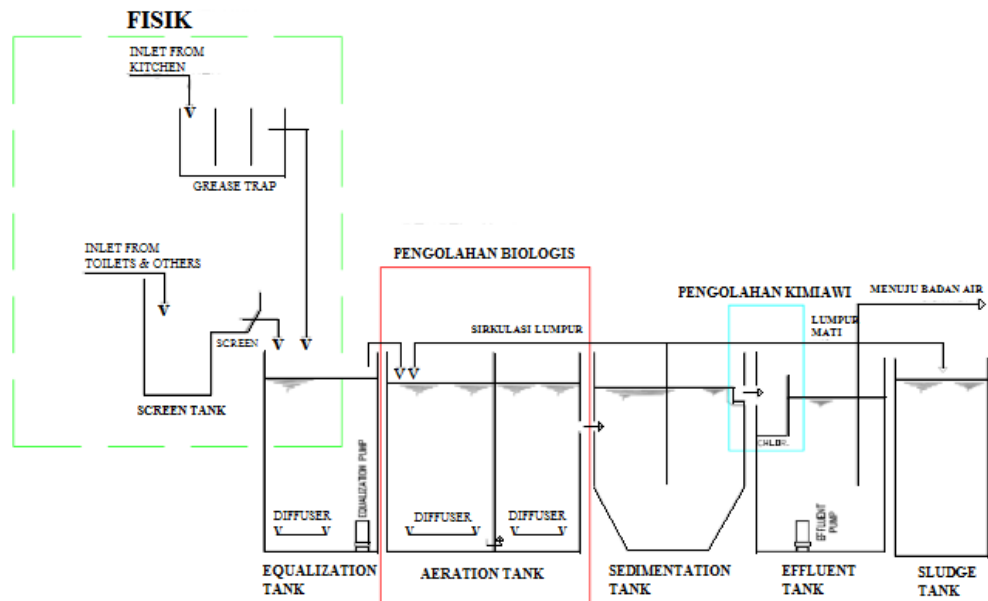 FISIK
INLET FROM
KITCHEN
V
GREASE TRAP
INLET FROM
TOILETS & OTHERS
V
SCREEN
V
V
SCREEN TANK
PENGOLAHAN BIOLOGIS
SIRKULASI LUMPUR
V V
PENGOLAHAN KIMIAWI
MENUJU BADAN AIR
LUMPUR
MATI
V
CHLOR.
EQUALIZATION PUMP
DIFFUSER
V V
DIFFUSER
V V
DIFFUSER
V V
EFFLUENT
PUMP
EQUALIZATION
TANK
AERATION TANK
SEDIMENTATION
TANK
EFFLUENT
TANK
SLUDGE
TANK